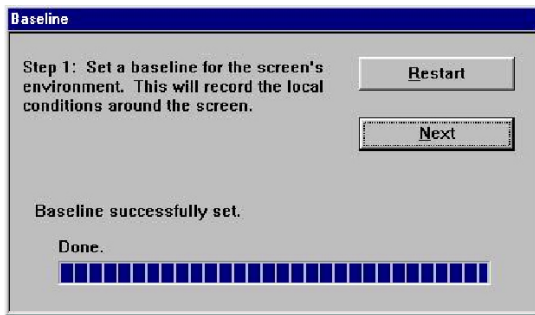 Baseline
Step 1:  Set a baseline for the screen's
environment.  This will record the local
conditions around the screen.
Restart
Next
Baseline successfully set.
Done.